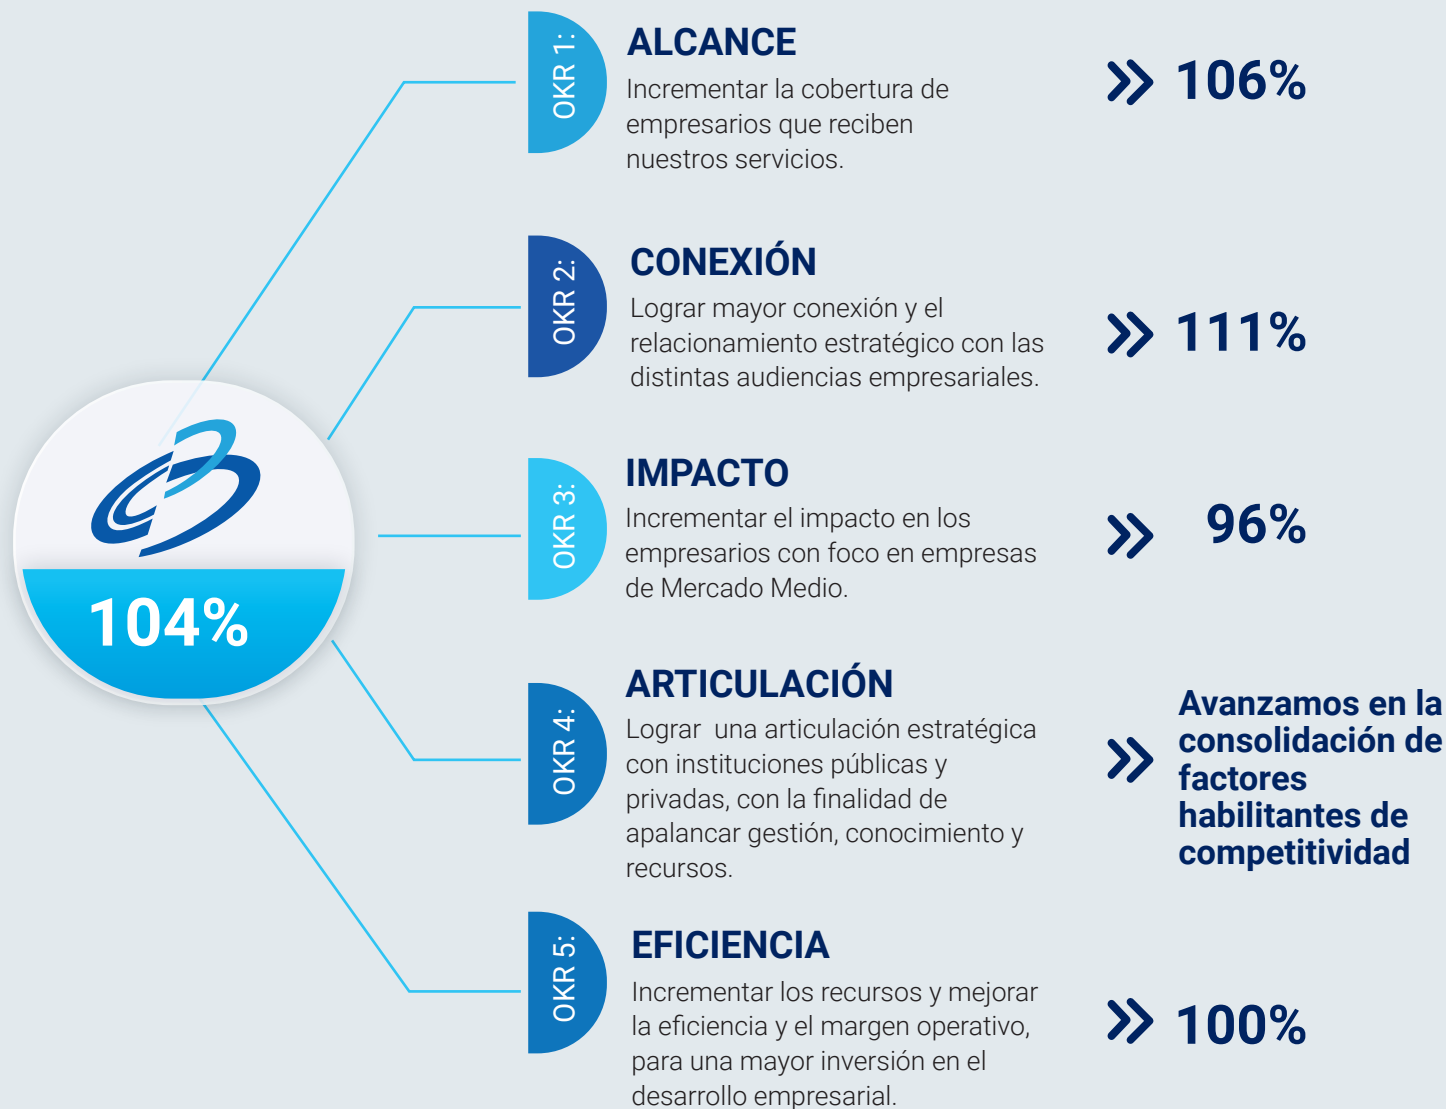 OKR 1:
ALCANCE
Incrementar la cobertura de
empresarios que reciben
nuestros servicios.
106%
OKR 2:
CONEXIÓN
Lograr mayor conexión y el
relacionamiento estratégico con las
distintas audiencias empresariales.
111%
104%
OKR 3:
IMPACTO
Incrementar el impacto en los
empresarios con foco en empresas
de Mercado Medio.
96%
OKR 4:
ARTICULACIÓN
Lograr una articulación estratégica
con instituciones públicas y
privadas, con la finalidad de
apalancar gestión, conocimiento y
recursos.
Avanzamos en la
consolidación de
factores
habilitantes de
competitividad
OKR 5:
EFICIENCIA
Incrementar los recursos y mejorar
la eficiencia y el margen operativo,
para una mayor inversión en el
desarrollo empresarial.
100%